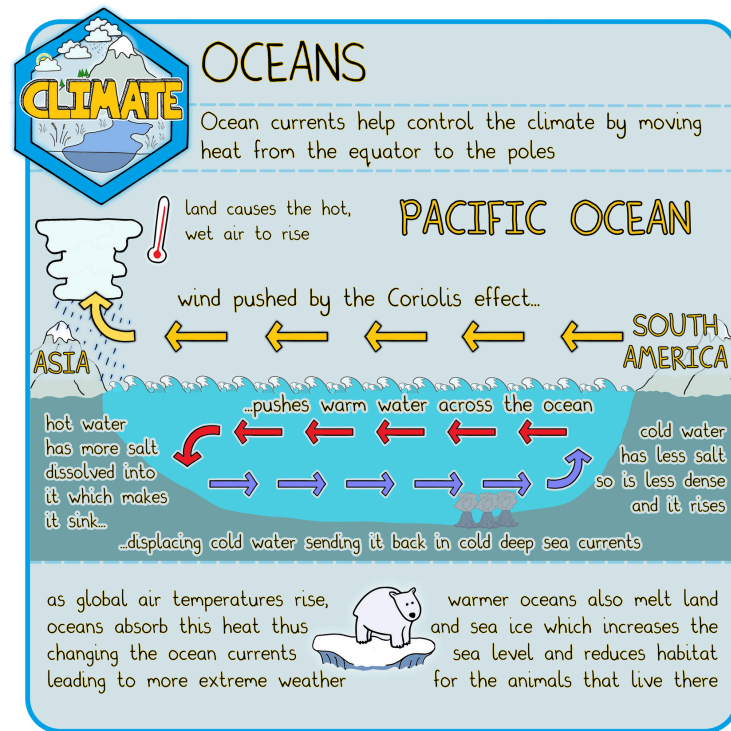 CLIMATE
OCEANS
Ocean currents help control the climate by moving
heat from the equator to the poles
land causes the hot,
wet air to rise
PACIFIC OCEAN
wind pushed by the Coriolis effect...
ASIA
SOUTH
AMERICA
...pushes warm water across the ocean
hot water
has more salt
dissolved into
it which makes
it sink...
cold water
has less salt
so is less dense
and it rises
...displacing cold water sending it back in cold deep sea currents
as global air temperatures rise,
oceans absorb this heat thus
changing the ocean currents
leading to more extreme weather
warmer oceans also melt land
and sea ice which increases the
sea level and reduces habitat
for the animals that live there